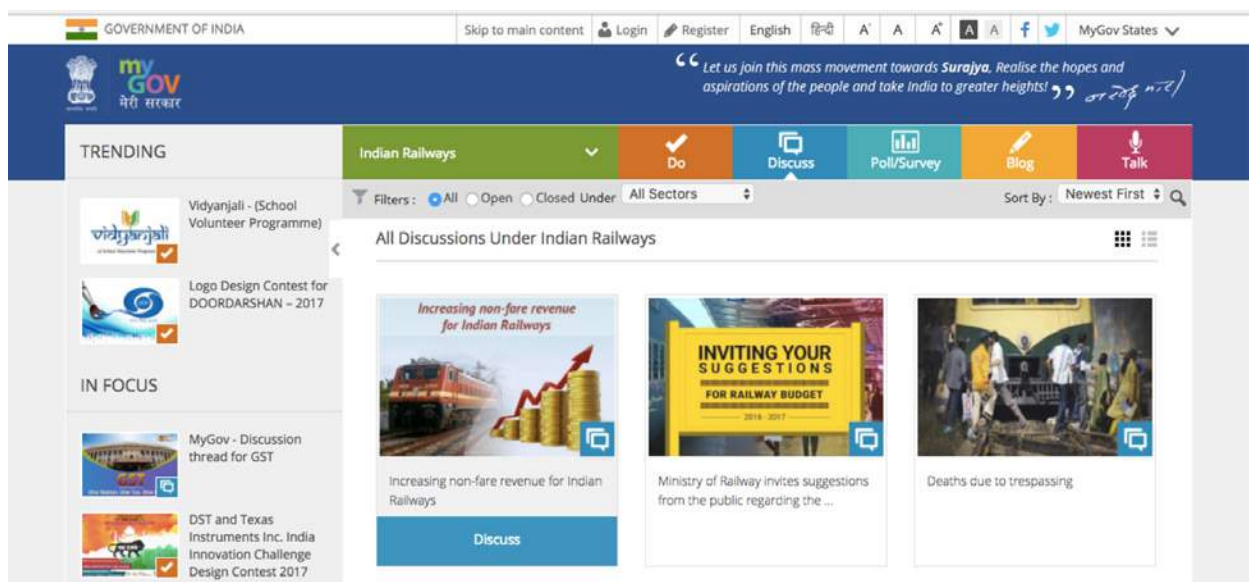 GOVERNMENT OF INDIA
Skip to main content
Login
Register
English
हिन्दी
A-
A
A+
A
A
MyGov States
my
GOV
मेरी सरकार
“ Let us join this mass movement towards Surajya, Realise the hopes and
aspirations of the people and take India to greater heights! ”
TRENDING
Vidyanjali - (School
Volunteer Programme)
vidyanjali
Logo Design Contest for
DOORDARSHAN – 2017
IN FOCUS
MyGov - Discussion
thread for GST
GST
DST and Texas
Instruments Inc. India
Innovation Challenge
Design Contest 2017
Indian Railways
Do
Discuss
Poll/Survey
Blog
Talk
Filters : All Open Closed Under All Sectors
Sort By : Newest First
All Discussions Under Indian Railways
Increasing non-fare revenue
for Indian Railways
Increasing non-fare revenue for Indian
Railways
Discuss
INVITING YOUR
SUGGESTIONS
FOR RAILWAY BUDGET
2016 - 2017
Ministry of Railway invites suggestions
from the public regarding the ...
Deaths due to trespassing